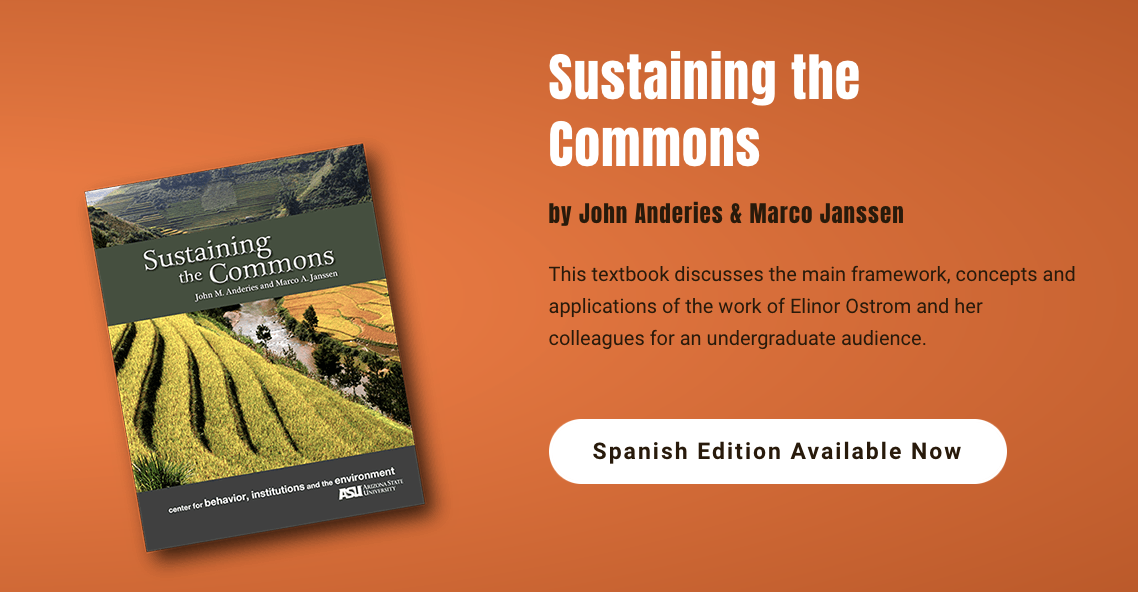 Sustaining the
Commons
by John Anderies & Marco Janssen
This textbook discusses the main framework, concepts and
applications of the work of Elinor Ostrom and her
colleagues for an undergraduate audience.
Spanish Edition Available Now
Sustaining
the Commons
John M. Anderies and Marco A. Janssen
center for behavior, institutions and the environment
ASU ARIZONA STATE
UNIVERSITY